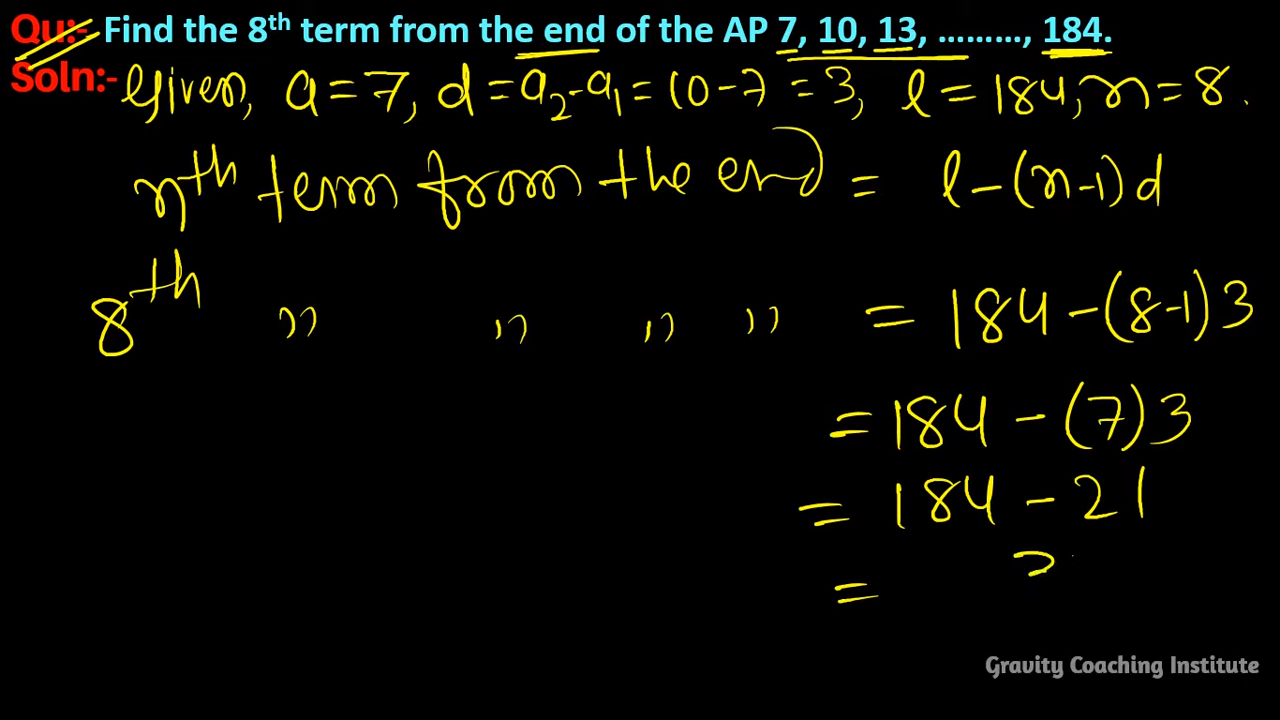 Qu:- Find the 8th term from the end of the AP 7, 10, 13, ………, 184.
Soln:- Given, a = 7, d = a2 - a1 = 10 - 7 = 3, l = 184, n = 8.
nth term from the end = l - (n-1)d
8th " " " " = 184 - (8-1)3
= 184 - (7)3
= 184 - 21
=
Gravity Coaching Institute